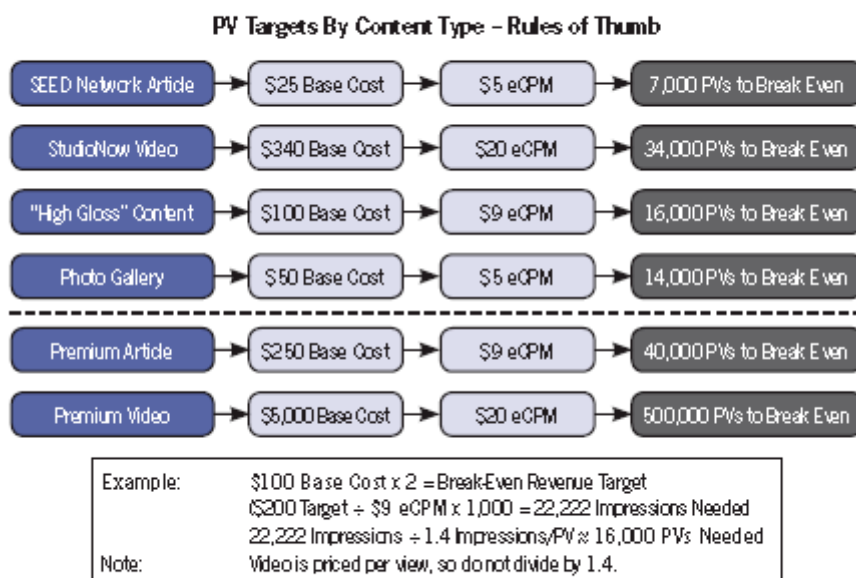 PV Targets By Content Type – Rules of Thumb
SEED Network Article $25 Base Cost $5 eCPM 7,000 PVs to Break Even
StudioNow Video $340 Base Cost $20 eCPM 34,000 PVs to Break Even
"High Gloss" Content $100 Base Cost $9 eCPM 16,000 PVs to Break Even
Photo Gallery $50 Base Cost $5 eCPM 14,000 PVs to Break Even
Premium Article $250 Base Cost $9 eCPM 40,000 PVs to Break Even
Premium Video $5,000 Base Cost $20 eCPM 500,000 PVs to Break Even
Example: $100 Base Cost x 2 = Break-Even Revenue Target
($200 Target ÷ $9 eCPM x 1,000 = 22,222 Impressions Needed
22,222 Impressions ÷ 1.4 Impressions/PV ≈ 16,000 PVs Needed
Note: Video is priced per view, so do not divide by 1.4.